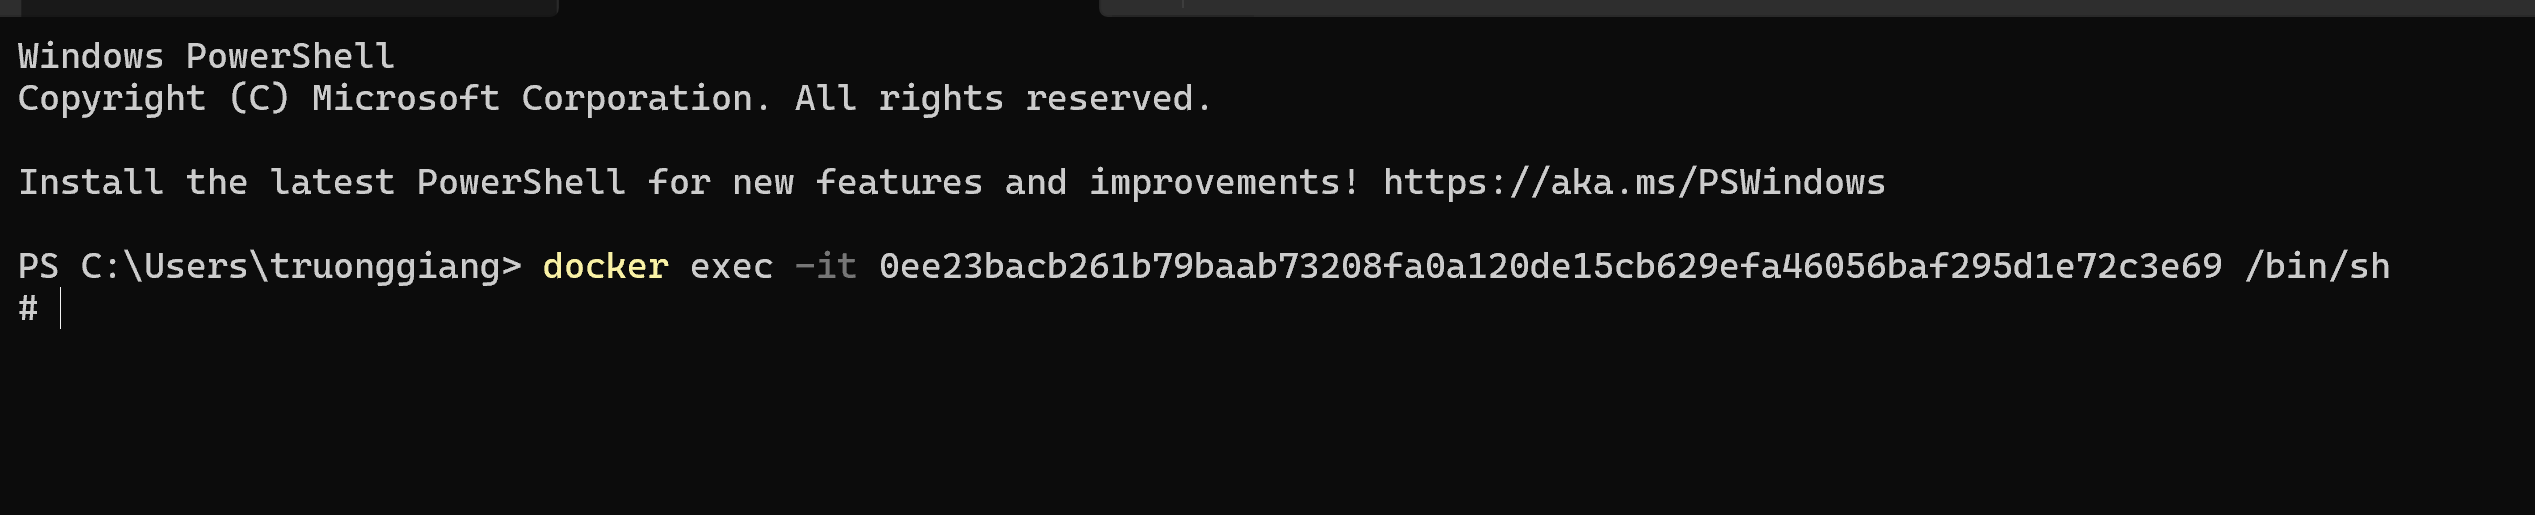 Windows PowerShell
Copyright (C) Microsoft Corporation. All rights reserved.
Install the latest PowerShell for new features and improvements! https://aka.ms/PSWindows
PS C:\Users\truonggiang> docker exec -it 0ee23bacb261b79baab73208fa0a120de15cb629efa46056baf295d1e72c3e69 /bin/sh
#